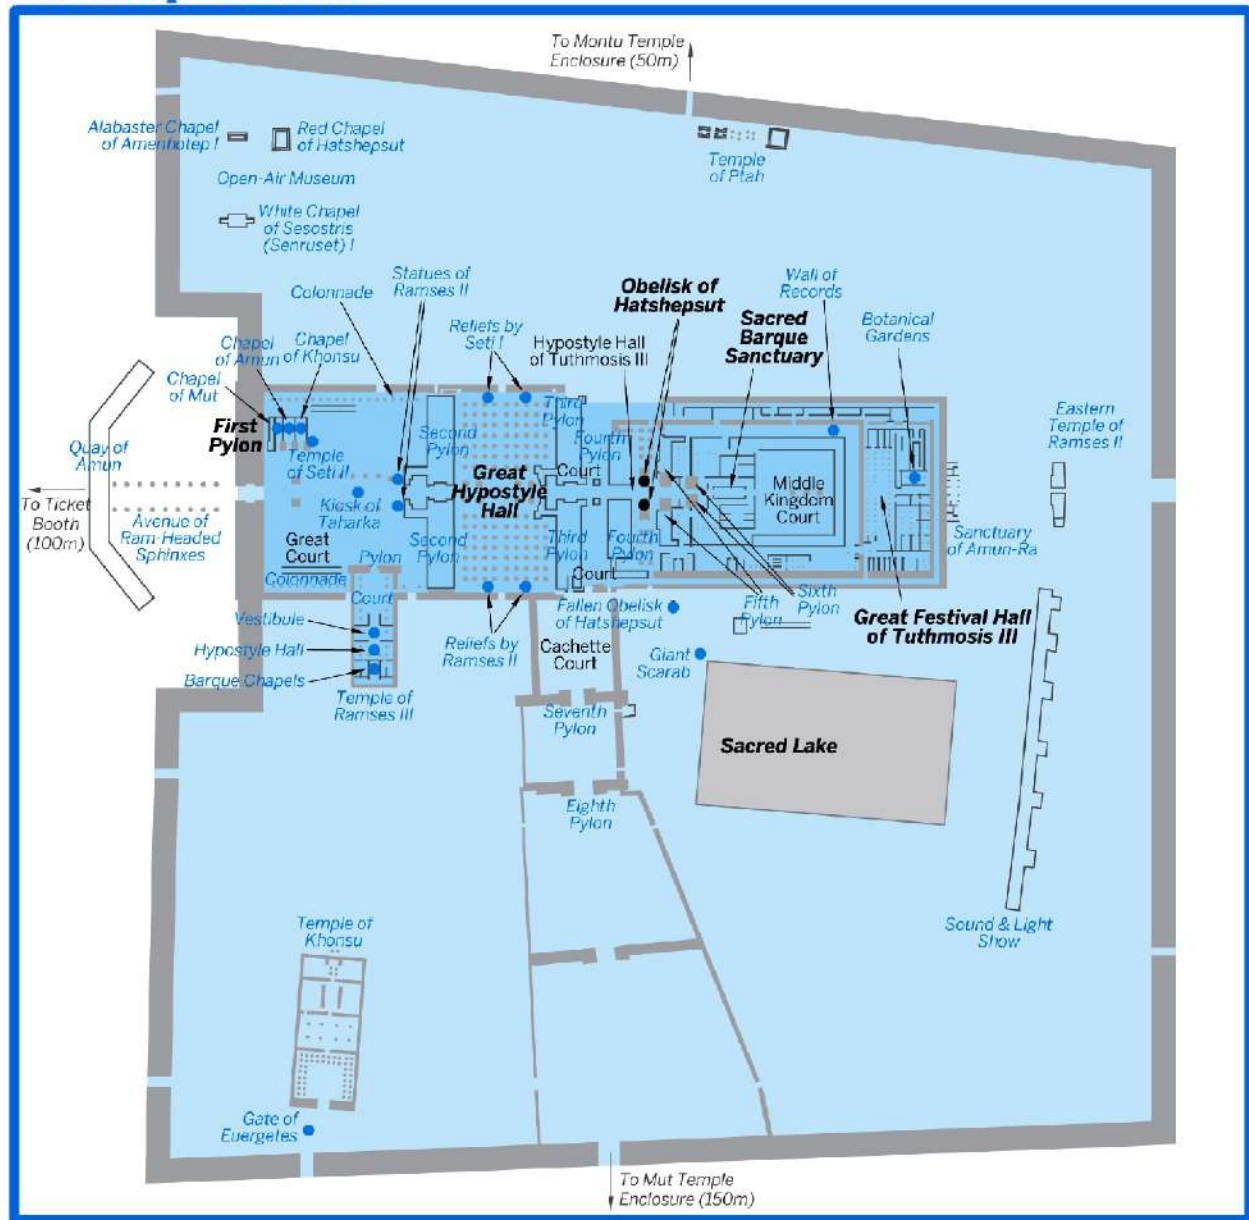 To Montu Temple
Enclosure (50m)
Alabaster Chapel
of Amenhotep I
Red Chapel
of Hatshepsut
Temple
of Ptah
Open-Air Museum
White Chapel
of Sesostris
(Senruset) I
Statues of
Ramses II
Colonnade
Obelisk of
Hatshepsut
Wall of
Records
Reliefs by
Seti I
Hypostyle Hall
of Tuthmosis III
Sacred
Barque
Sanctuary
Botanical
Gardens
Chapel
of Amun
Chapel
of Khonsu
Chapel
of Mut
First
Pylon
Temple
of Seti II
Second
Pylon
Third
Pylon
Fourth
Pylon
Court
Eastern
Temple of
Ramses II
Quay of
Amun
Great
Hypostyle
Hall
Middle
Kingdom
Court
To Ticket
Booth
(100m)
Avenue of
Ram-Headed
Sphinxes
Kiosk of
Taharka
Great
Court
Pylon
Second
Pylon
Third
Pylon
Fourth
Pylon
Sanctuary
of Amun-Ra
Colonnade
Court
Court
Fifth
Pylon
Sixth
Pylon
Vestibule
Hypostyle Hall
Barque Chapels
Reliefs by
Ramses II
Fallen Obelisk
of Hatshepsut
Great Festival Hall
of Tuthmosis III
Cachette
Court
Giant
Scarab
Temple of
Ramses III
Seventh
Pylon
Sacred Lake
Eighth
Pylon
Temple of
Khonsu
Sound & Light
Show
Gate of
Euergetes
To Mut Temple
Enclosure (150m)